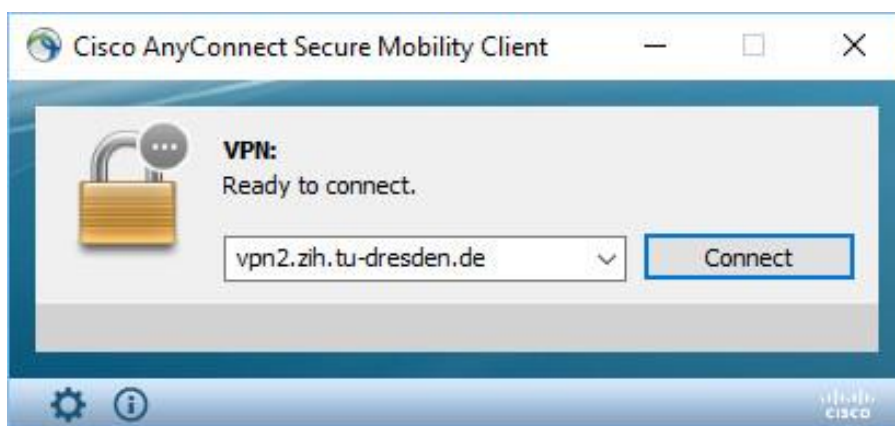 Cisco AnyConnect Secure Mobility Client
VPN:
Ready to connect.
vpn2.zih.tu-dresden.de
Connect
CISCO